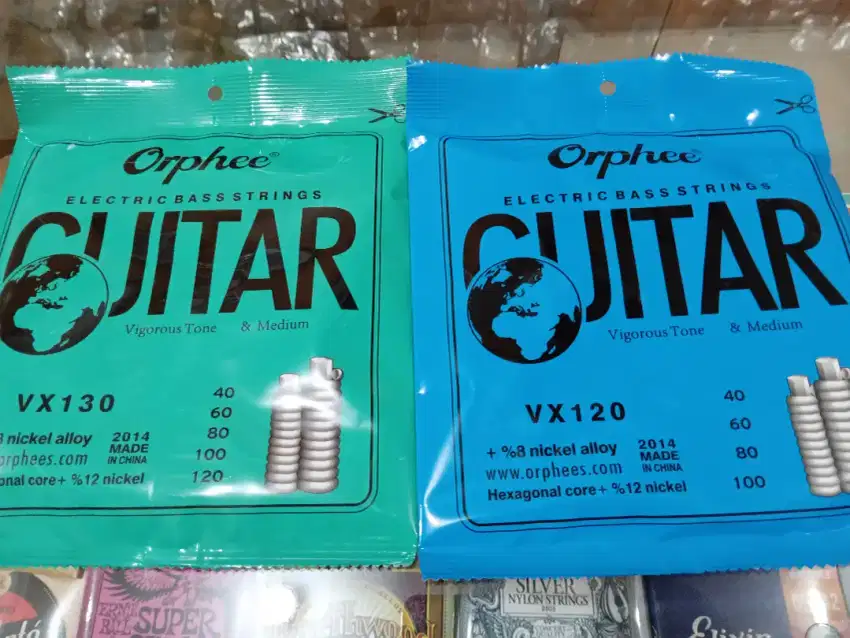 Orphee®
ELECTRIC BASS STRINGS
GUITAR
Vigorous Tone & Medium
VX130
40
60
80
100
120
nickel alloy
2014
MADE
IN CHINA
orphees.com
core + %12 nickel
Orphee®
ELECTRIC BASS STRINGS
GUITAR
Vigorous Tone & Medium
VX120
40
60
80
100
+ %8 nickel alloy
2014
MADE
IN CHINA
www.orphees.com
Hexagonal core + %12 nickel
ERNIE
BALL
SUPER
SILVER
NYLON STRINGS